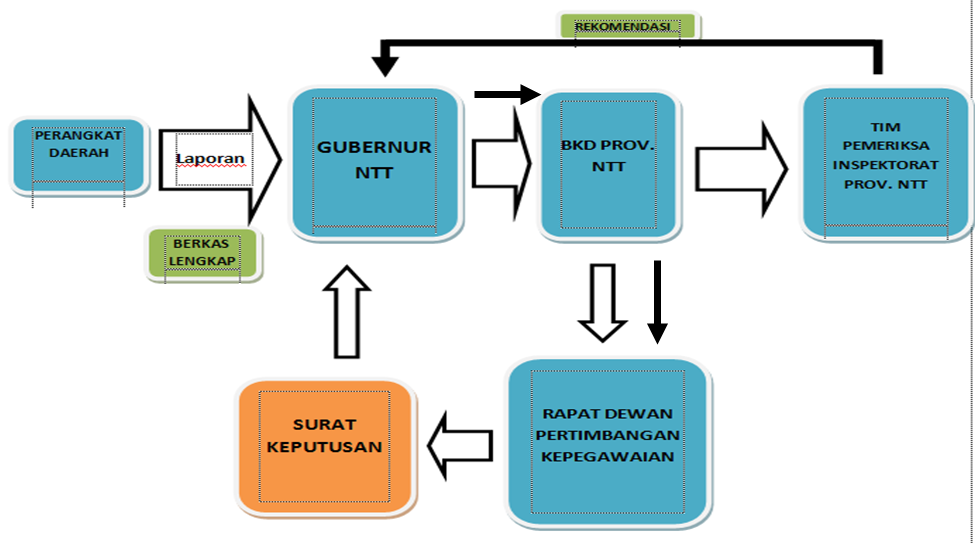 REKOMENDASI
PERANGKAT
DAERAH
Laporan
BERKAS
LENGKAP
GUBERNUR
NTT
BKD PROV.
NTT
TIM
PEMERIKSA
INSPEKTORAT
PROV. NTT
SURAT
KEPUTUSAN
RAPAT DEWAN
PERTIMBANGAN
KEPEGAWAIAN